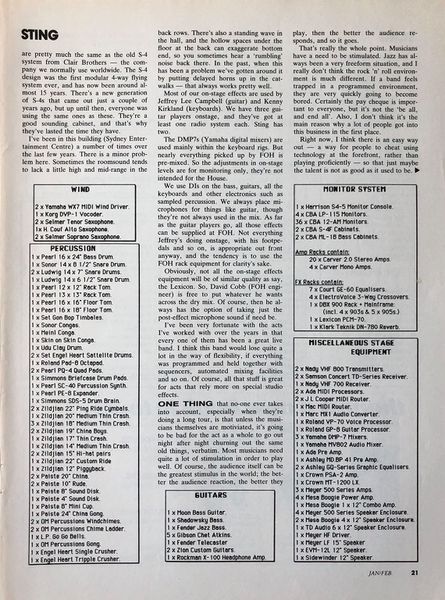 STING
are pretty much the same as the old S-4
system from Clair Brothers — the com-
pany we normally use worldwide. The S-4
design was the first modular 4-way flying
system ever, and has now been around al-
most 15 years. There's a new generation
of S-4s that came out just a couple of
years ago, but up until then, everyone was
using the same ones as these. They're a
good sounding cabinet, and that's why
they've lasted the time they have.
I've been in this building (Sydney Enter-
tainment Centre) a number of times over
the last few years. There is a minor prob-
lem here. Sometimes the roomsound tends
to lack a little high and mid-range in the
WIND
2 x Yamaha WX7 MIDI Wind Driver.
1 x Korg DVP-1 Vocoder.
2 x Selmer Tenor Saxophone.
1x H. Couf Alto Saxophone.
2 x Selmer Soprano Saxophone.
PERCUSSION
1 x Pearl 16 x 24" Bass Drum.
1 x Sonor 14 x 8 1/2" Snare Drum.
2 x Ludwig 14 x 7" Snare Drums.
1 x Ludwig 14 x 6 1/2" Snare Drum.
1 x Pearl 12 x 12" Rack Tom.
1 x Pearl 13 x 13" Rack Tom.
1 x Pearl 16 x 16" Floor Tom.
1 x Pearl 16 x 18" Floor Tom.
1 x Set Gon Bop Timbales.
1 x Sonor Congas.
1 x Meinl Conga.
1 x Skin on Skin Conga.
1 x Udu Clay Drum.
2 x Set Engel Heart Satellite Drums.
1 x Roland Pad-8 Octapad.
2 x Pearl PQ-4 Quad Pads.
1 x Simmons Briefcase Drum Pads.
1 x Pearl SC-40 Percussion Synth.
1 x Pearl PE-8 Expander.
1 x Simmons SDS-5 Drum Brain.
2 x Zildjian 22" Ping Ride Cymbals.
2 x Zildjian 20" Medium Thin Crash.
3 x Zildjian 18" Medium Thin Crash.
2 x Zildjian 19" China Boys.
1 x Zildjian 17" Thin Crash.
1 x Zildjian 14" Medium Thin Crash.
2 x Zildjian 15" Hi-hat pairs
1 x Zildjian 22" Custom Ride
1 x Zildjian 12" Piggyback.
2 x Paiste 20" China.
2 x Paiste 10" Rude.
1 x Paiste 8" Sound Disk.
1 x Paiste 4" Sound Disk.
1 x Paiste 8" Mini Cup.
1 x Paiste 24" China Gong.
2 x OM Percussions Windchimes.
2 x OM Percussions Chime Ladder.
1 x L.P. Go Go Bells.
1 x OM Percussions Gong.
1 x Engel Heart Single Crusher.
1 x Engel Heart Tripple Crusher.
back rows. There's also a standing wave in
the hall, and the hollow spaces under the
floor at the back can exaggerate bottom
end, so you sometimes hear a 'rumbling'
noise back there. In the past, when this
has been a problem we've gotten around it
by putting delayed horns up in the cat-
walks — that always works pretty well.
Most of our on-stage effects are used by
Jeffrey Lee Campbell (guitar) and Kenny
Kirkland (keyboards). We have three gui-
tar players onstage, and they've got at
least one radio system each. Sting has
two.
The DMP7s (Yamaha digital mixers) are
used mainly within the keyboard rigs. But
nearly everything picked up by FOH is
pre-mixed. So the adjustments in on-stage
levels are for monitoring only, they're not
intended for the House.
We use DIs on the bass, guitars, all the
keyboards and other electronics such as
sampled percussion. We always place mi-
crophones for things like guitar, though
they're not always used in the mix. As far
as the guitar players go, all those effects
can be supplied at FOH. Not everything
Jeffrey's doing onstage, with his footpe-
dals and so on, is appropriate out front
anyway, and the tendency is to use the
FOH rack equipment for clarity's sake.
Obviously, not all the on-stage effects
equipment will be of similar quality as say,
the Lexicon. So, David Cobb (FOH engi-
neer) is free to put whatever he wants
across the dry mix. Of course, then he al-
ways has the option of taking just the
post-effect microphone sound if need be.
I've been very fortunate with the acts
I've worked with over the years in that
every one of them has been a great live
band. I think this band would lose quite a
lot in the way of flexibility, if everything
was programmed and held together with
sequencers, automated mixing facilities
and so on. Of course, all that stuff is great
for acts that rely more on special studio
effects.
ONE THING that no-one ever takes
into account, especially when they're
doing a long tour, is that unless the musi-
cians themselves are motivated, it's going
to be bad for the act as a whole to go out
night after night churning out the same
old things, verbatim. Most musicians need
quite a lot of stimulation in order to play
well. Of course, the audience itself can be
the greatest stimulus in the world; the bet-
ter the audience reaction, the better they
GUITARS
1 x Moon Bass Guitar.
1 x Shadowsky Bass.
1 x Fender Jazz Bass.
5 x Gibson Chet Atkins.
1 x Fender Telecaster
2 x Zion Custom Guitars.
1 x Rockman X-100 Headphone Amp.
play, then the better the audience re-
sponds, and so it goes.
That's really the whole point. Musicians
have to be stimulated. Jazz has al-
ways been a very freeform situation, and I
really don't think the rock 'n' roll environ-
ment is much different. If a band feels
trapped in a programmed environment,
they are very quickly going to become
bored. Certainly the pay cheque is impor-
tant to everyone, but it's not the 'be all,
and end all'. Also, I don't think it's the
main reason why a lot of people got into
this business in the first place.
Right now, I think there is an easy way
out — a way for people to cheat using
technology at the forefront, rather than
playing proficiently — so that just maybe
the talent is not as good as it used to be. ►
MONITOR SYSTEM
1 x Harrison S4-5 Monitor Console.
4 x CBA LP-115 Monitors.
36 x CBA 12-AM Monitors.
2 x CBA S-4F Cabinets.
2 x CBA ML-18 Bass Cabinets.
Amp Racks contain:
20 x Carver 2.0 Stereo Amps.
4 x Carver Mono Amps.
FX Racks contain:
7 x Court GE-60 Equalisers.
4 x ElectroVoice 3-Way Crossovers.
1 x DBX 900 Rack + Mainframe:
(incl. 4 x 903s & 5 x 905s.)
1 x Lexicon PCM-70.
1 x Klark Teknik DN-780 Reverb.
MISCELLANEOUS STAGE
EQUIPMENT
2 x Nady VHF 800 Transmitters.
2 x Samson Concert TD-Series Receiver.
1 x Nady VHF 700 Receiver.
2 x Ada MIDI Processors.
2 x J L Cooper MIDI Router.
1 x Mac MIDI Router.
1 x Marc MX1 Audio Converter.
1 x Roland VP-70 Voice Processor.
1 x Roland GP-8 Guitar Processor.
3 x Yamaha DMP-7 Mixers.
1 x Yamaha MV802 Audio Mixer.
1 x Ada Pre Amp.
1 x Ashley MD.BP 41 Pre Amp.
2 x Ashley GQ-Series Graphic Equalisers.
1 x Crown PSA-2 Amp.
1 x Crown MT-1200 LX.
2 x Meyer 500 Series Amps.
1 x Mesa Boogie Power Amp.
1 x Mesa Boogie 1 x 12" Combo Amp.
4 x Meyer 500 Series Speaker Enclosure.
2 x Mesa Boogie 4 x 12" Speaker Enclosure.
1 x TD Audio 6 x 12" Speaker Enclosure.
1 x Meyer HF Driver.
1 x Meyer LF 15" Speaker
1 x EVM-12L 12" Speaker.
1 x Sidewinder 12" Speaker.
JAN/FEB 21